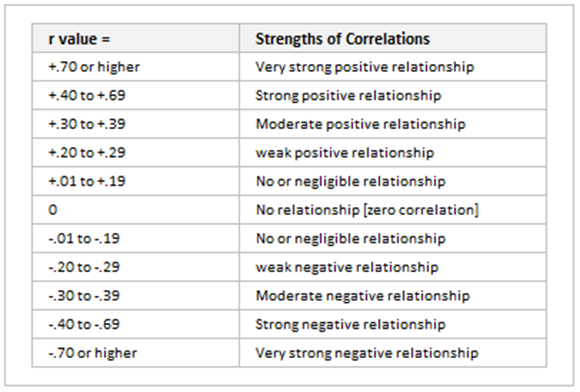 r value = Strengths of Correlations
+.70 or higher Very strong positive relationship
+.40 to +.69 Strong positive relationship
+.30 to +.39 Moderate positive relationship
+.20 to +.29 weak positive relationship
+.01 to +.19 No or negligible relationship
0 No relationship [zero correlation]
-.01 to -.19 No or negligible relationship
-.20 to -.29 weak negative relationship
-.30 to -.39 Moderate negative relationship
-.40 to -.69 Strong negative relationship
-.70 or higher Very strong negative relationship